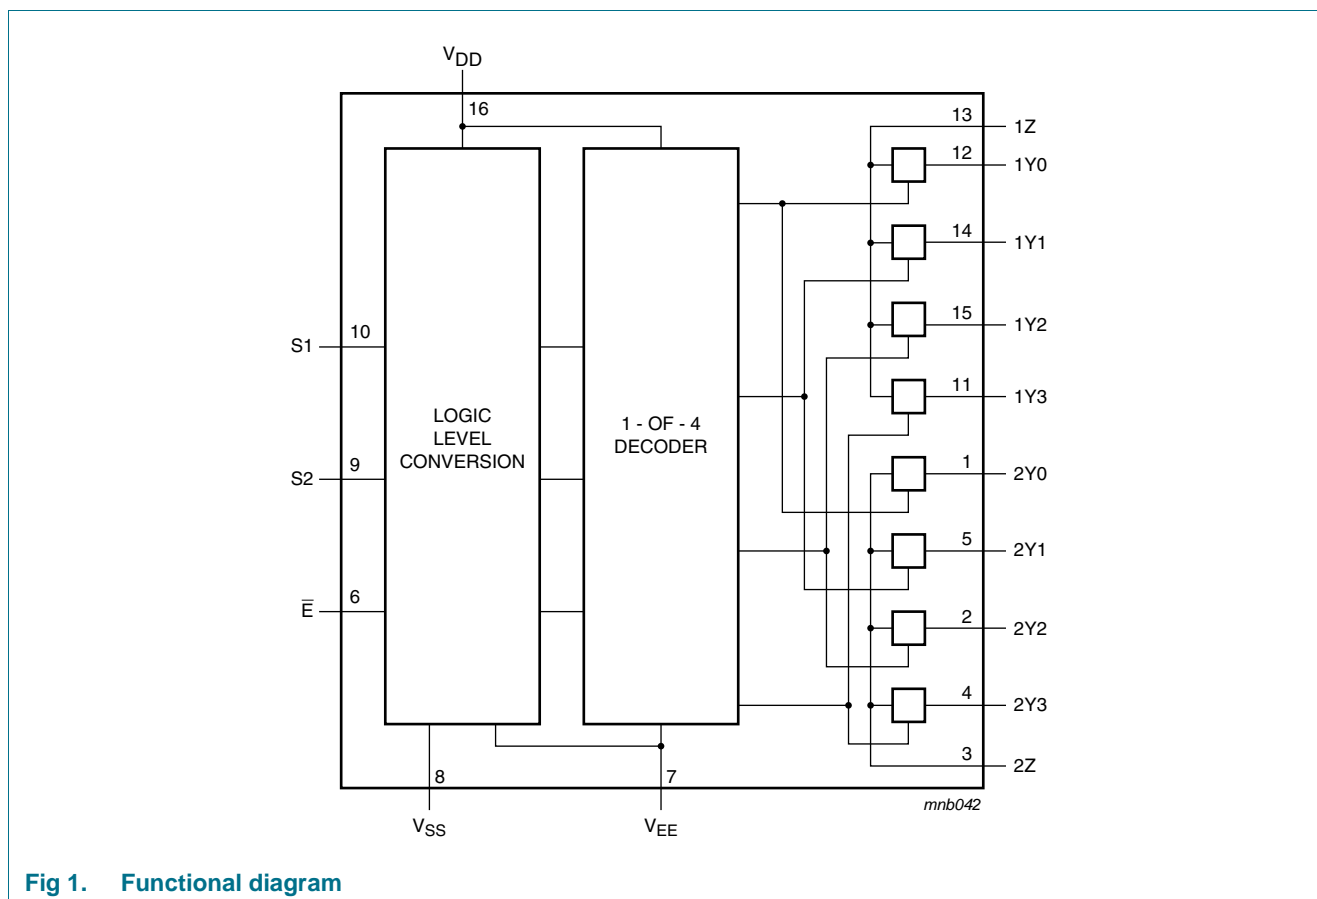 VDD
16
13 1Z
12 1Y0
14 1Y1
15 1Y2
S1 10
11 1Y3
LOGIC
LEVEL
CONVERSION
1 - OF - 4
DECODER
S2 9
1 2Y0
5 2Y1
E̅ 6
2 2Y2
4 2Y3
3 2Z
8
7
mnb042
VSS
VEE
Fig 1. Functional diagram